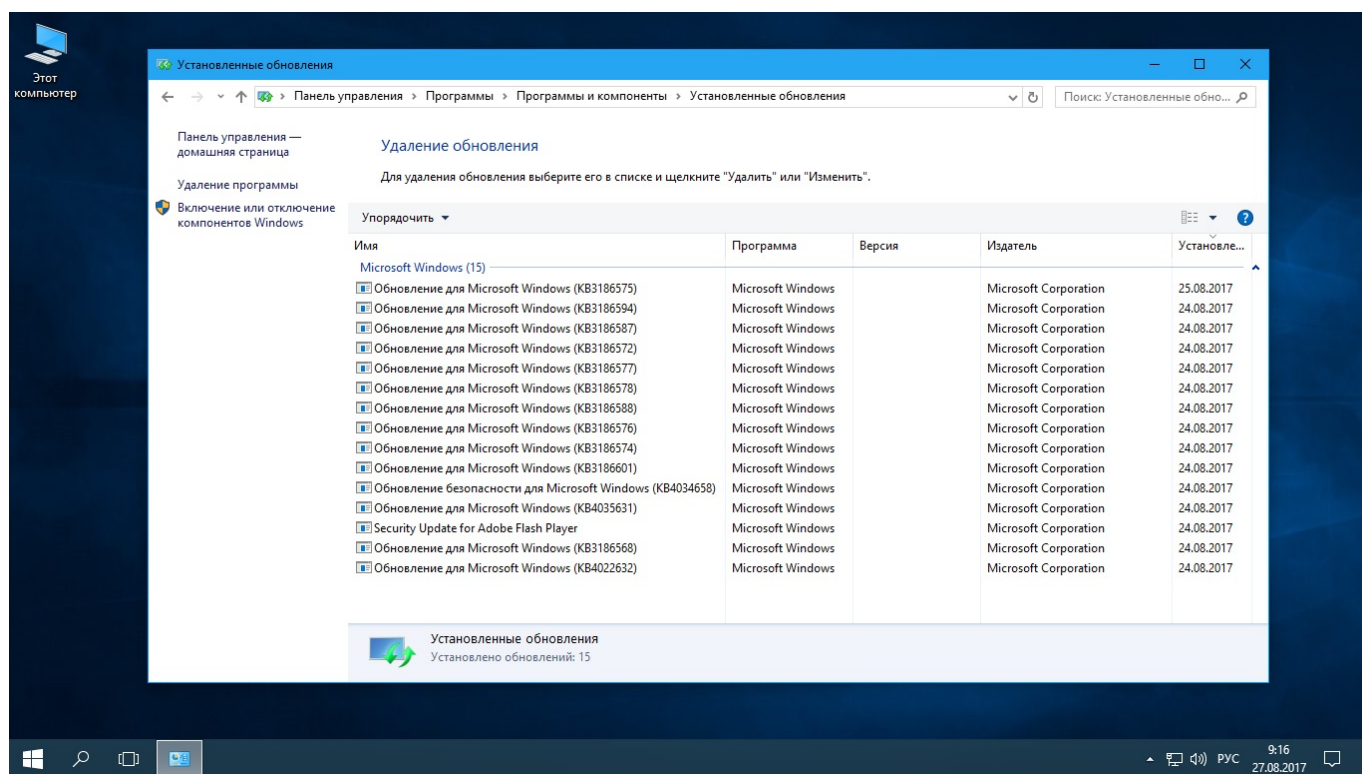 Этот
компьютер
Установленные обновления
Панель управления > Программы > Программы и компоненты > Установленные обновления
Поиск: Установленные обно...
Панель управления —
домашняя страница
Удаление программы
Включение или отключение
компонентов Windows
Удаление обновления
Для удаления обновления выберите его в списке и щелкните "Удалить" или "Изменить".
Упорядочить
Имя Программа Версия Издатель Установле...
Microsoft Windows (15)
Обновление для Microsoft Windows (KB3186575) Microsoft Windows Microsoft Corporation 25.08.2017
Обновление для Microsoft Windows (KB3186594) Microsoft Windows Microsoft Corporation 24.08.2017
Обновление для Microsoft Windows (KB3186587) Microsoft Windows Microsoft Corporation 24.08.2017
Обновление для Microsoft Windows (KB3186572) Microsoft Windows Microsoft Corporation 24.08.2017
Обновление для Microsoft Windows (KB3186577) Microsoft Windows Microsoft Corporation 24.08.2017
Обновление для Microsoft Windows (KB3186578) Microsoft Windows Microsoft Corporation 24.08.2017
Обновление для Microsoft Windows (KB3186588) Microsoft Windows Microsoft Corporation 24.08.2017
Обновление для Microsoft Windows (KB3186576) Microsoft Windows Microsoft Corporation 24.08.2017
Обновление для Microsoft Windows (KB3186574) Microsoft Windows Microsoft Corporation 24.08.2017
Обновление для Microsoft Windows (KB3186601) Microsoft Windows Microsoft Corporation 24.08.2017
Обновление безопасности для Microsoft Windows (KB4034658) Microsoft Windows Microsoft Corporation 24.08.2017
Обновление для Microsoft Windows (KB4035631) Microsoft Windows Microsoft Corporation 24.08.2017
Security Update for Adobe Flash Player Microsoft Windows Microsoft Corporation 24.08.2017
Обновление для Microsoft Windows (KB3186568) Microsoft Windows Microsoft Corporation 24.08.2017
Обновление для Microsoft Windows (KB4022632) Microsoft Windows Microsoft Corporation 24.08.2017
Установленные обновления
Установлено обновлений: 15
РУС
9:16
27.08.2017